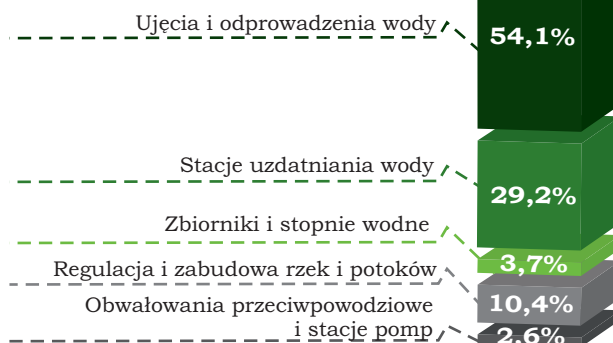 Ujęcia i odprowadzenia wody
54,1%
Stacje uzdatniania wody
29,2%
Zbiorniki i stopnie wodne
3,7%
Regulacja i zabudowa rzek i potoków
10,4%
Obwałowania przeciwpowodziowe
i stacje pomp
2,6%